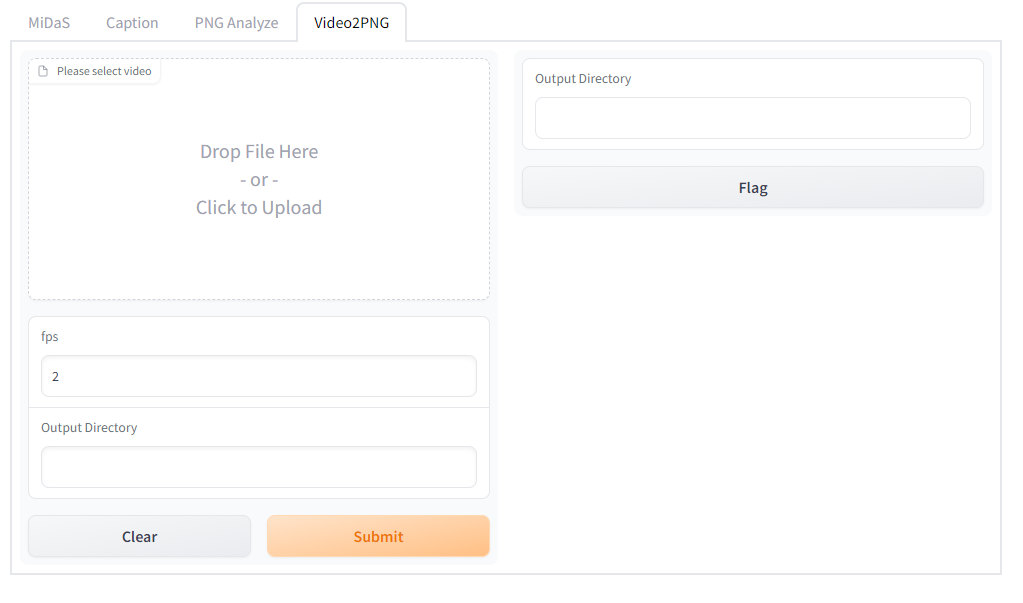 MiDaS Caption PNG Analyze Video2PNG
Please select video
Drop File Here
- or -
Click to Upload
fps
2
Output Directory
Clear Submit
Output Directory
Flag